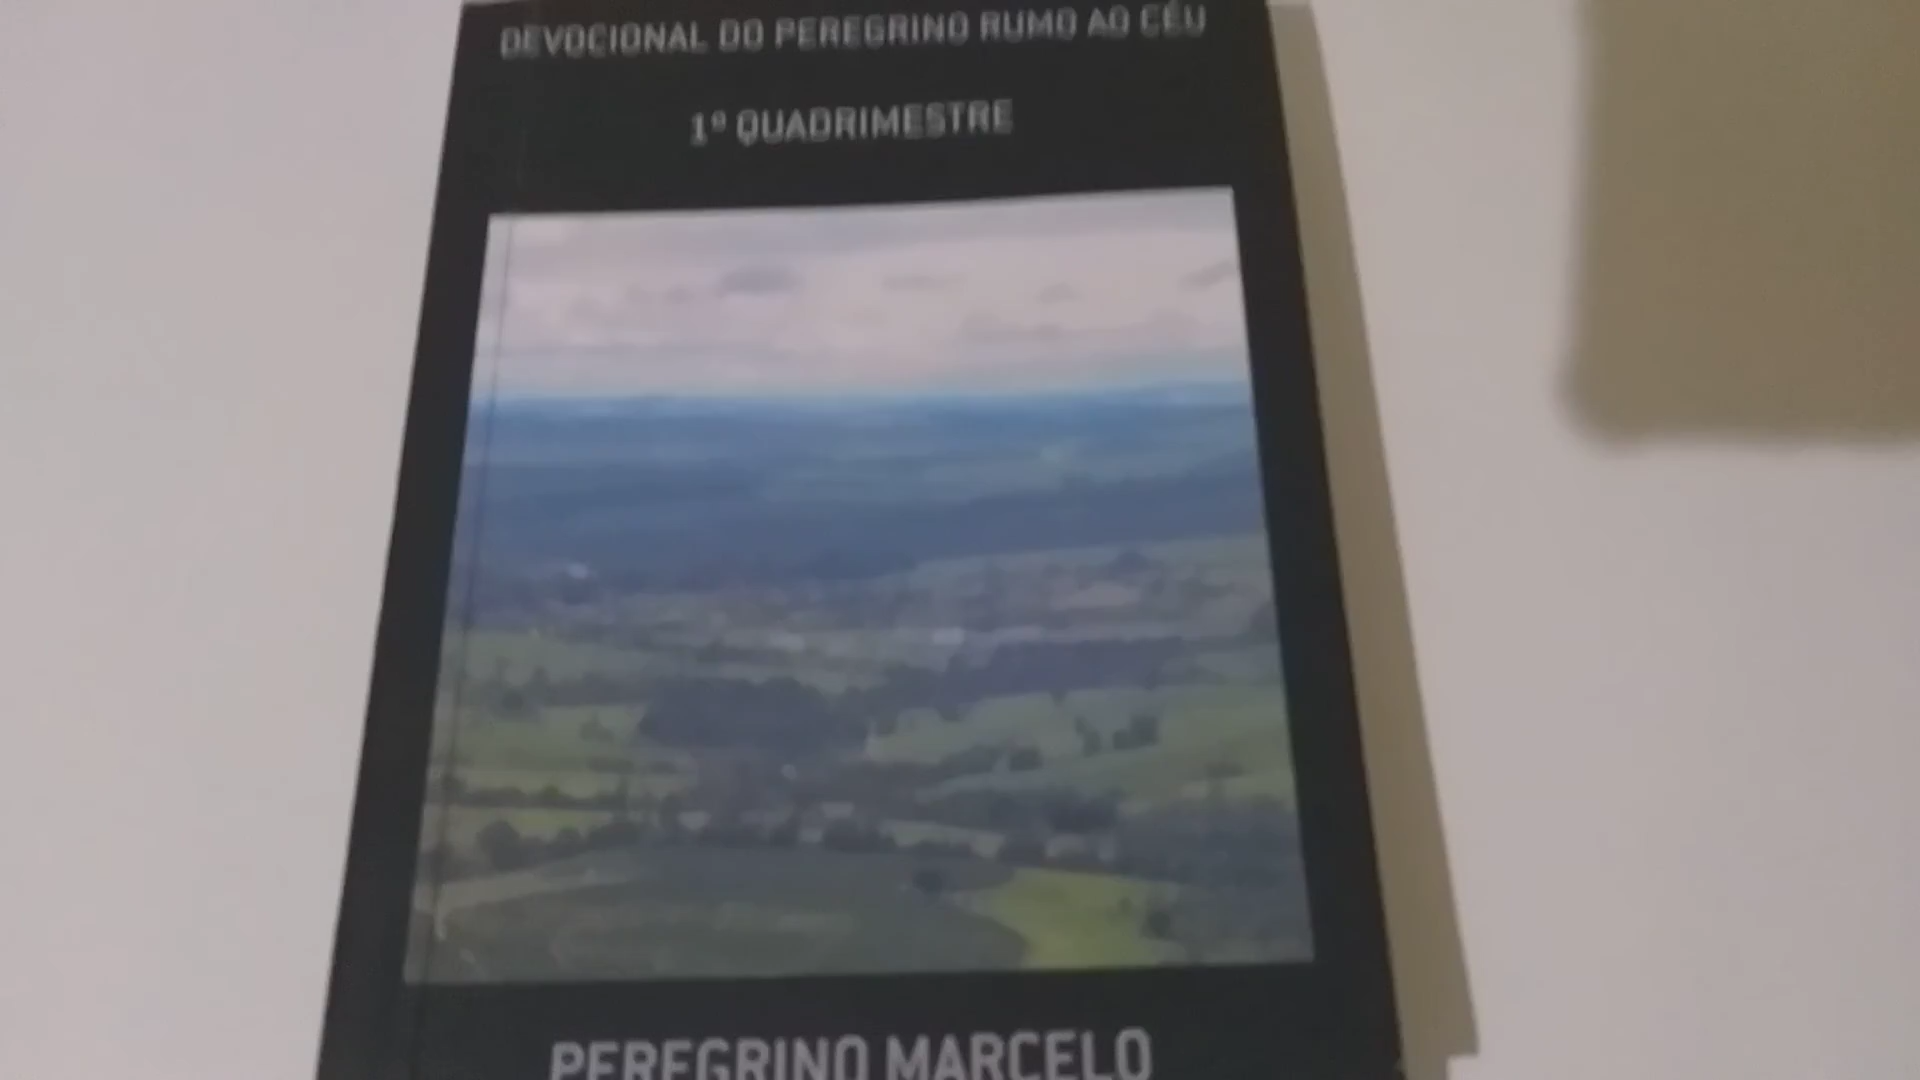 DEVOCIONAL DO PEREGRINO RUMO AO CÉU
1º QUADRIMESTRE
PEREGRINO MARCELO